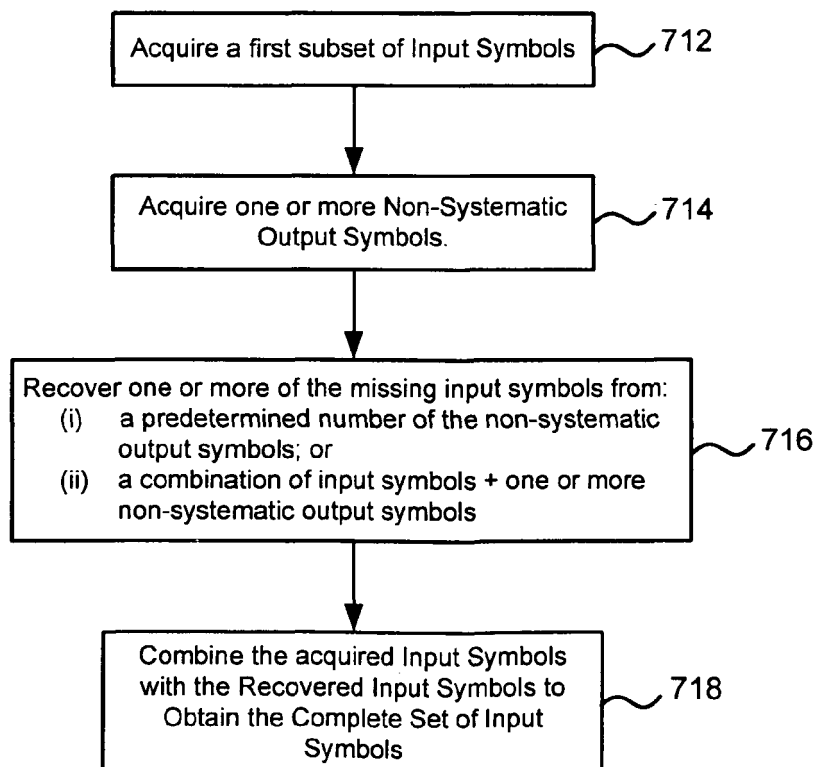 Acquire a first subset of Input Symbols
712
Acquire one or more Non-Systematic
Output Symbols.
714
Recover one or more of the missing input symbols from:
(i) a predetermined number of the non-systematic
output symbols; or
(ii) a combination of input symbols + one or more
non-systematic output symbols
716
Combine the acquired Input Symbols
with the Recovered Input Symbols to
Obtain the Complete Set of Input
Symbols
718